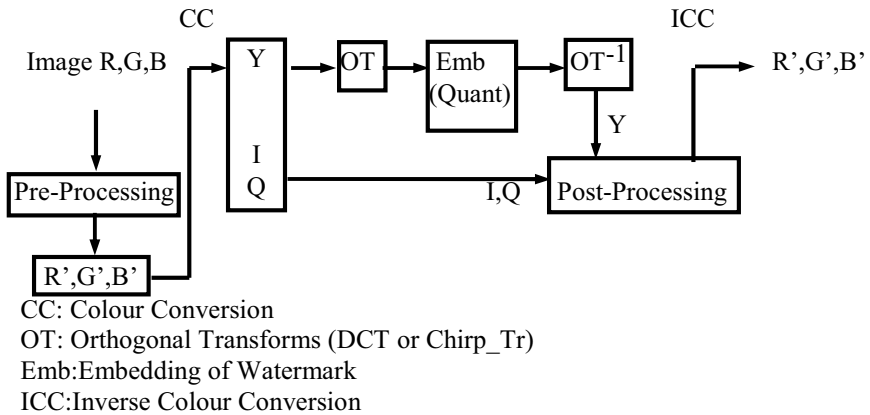 CC
ICC
Image R,G,B
Y
I
Q
OT
Emb
(Quant)
OT-1
R’,G’,B’
Y
Pre-Processing
I,Q
Post-Processing
R’,G’,B’
CC: Colour Conversion
OT: Orthogonal Transforms (DCT or Chirp_Tr)
Emb:Embedding of Watermark
ICC:Inverse Colour Conversion